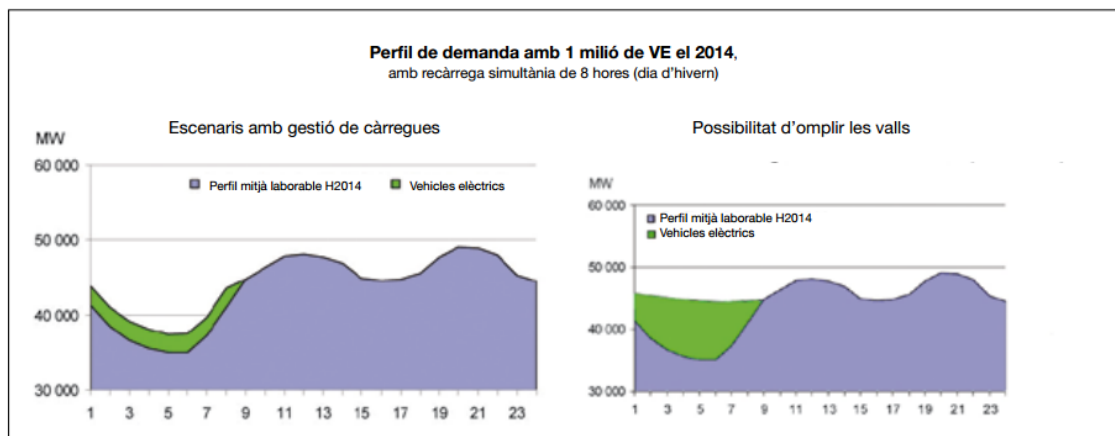 Perfil de demanda amb 1 milió de VE el 2014,
amb recàrrega simultània de 8 hores (dia d'hivern)
Escenaris amb gestió de càrregues
MW
60 000
Perfil mitjà laborable H2014
Vehicles elèctrics
50 000
40 000
30 000
1 3 5 7 9 11 13 15 17 19 21 23
Possibilitat d'omplir les valls
MW
60 000
Perfil mitjà laborable H2014
Vehicles elèctrics
50 000
40 000
30 000
1 3 5 7 9 11 13 15 17 19 21 23